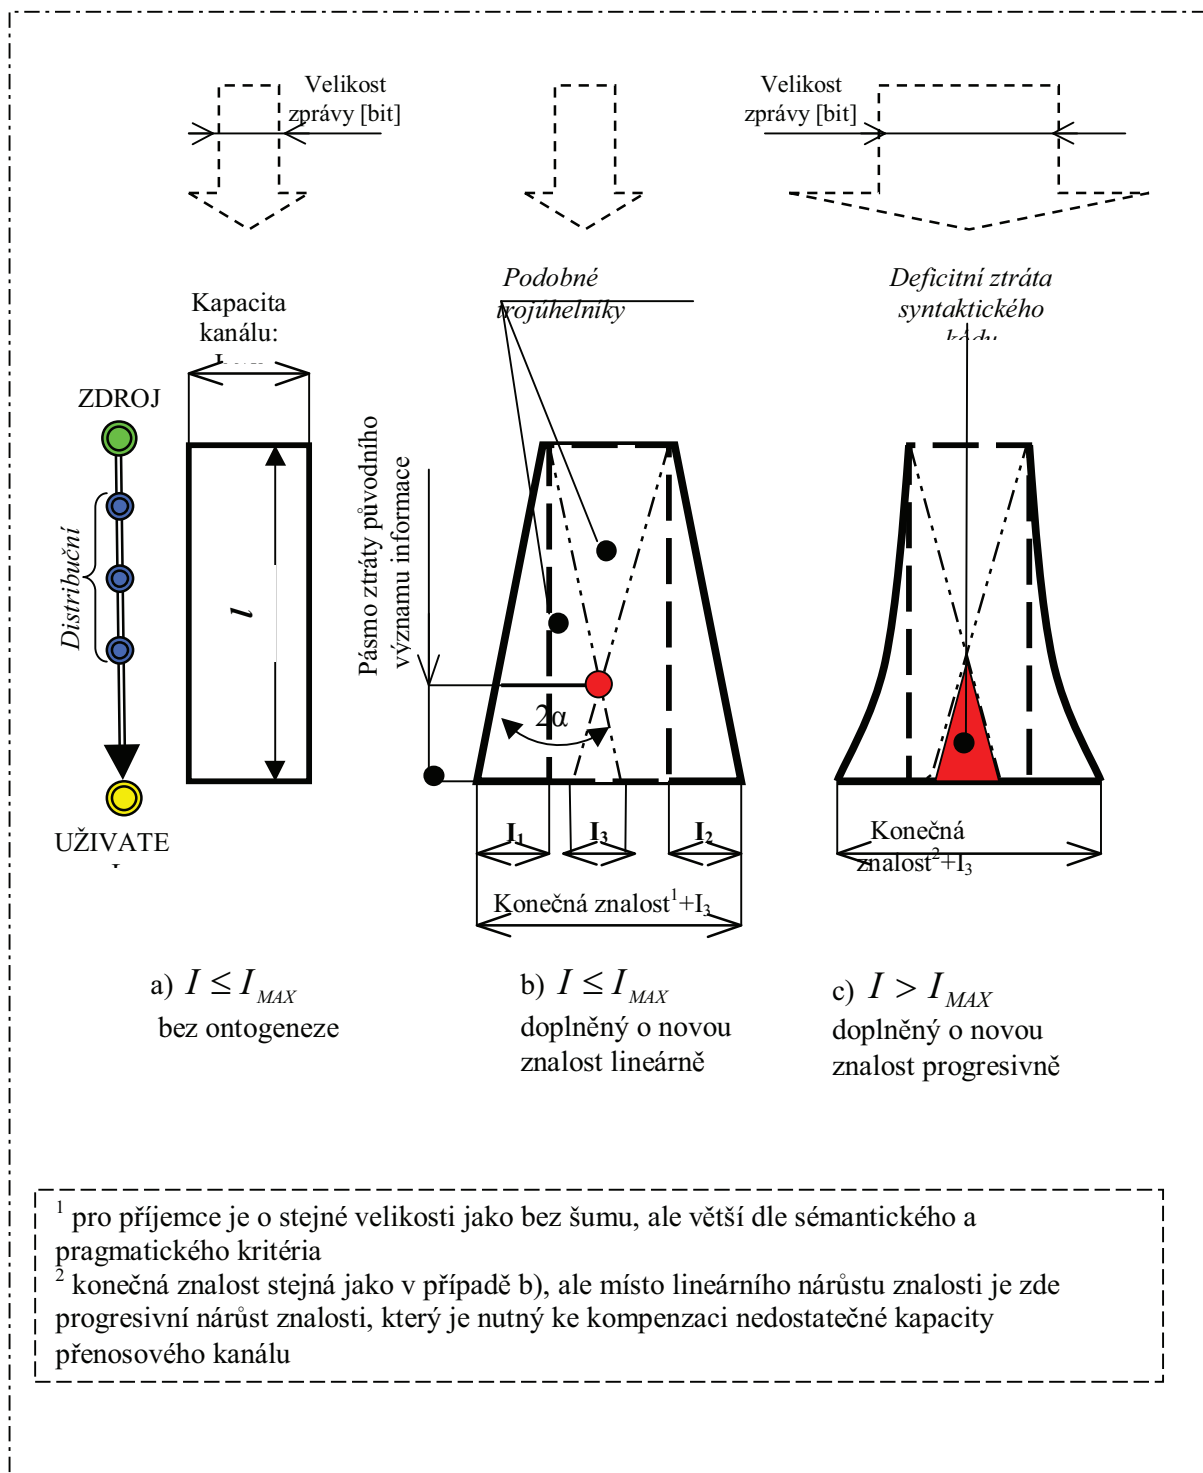 Velikost
zprávy [bit]
Velikost
zprávy [bit]
Kapacita
kanálu:
Podobné
trojúhelníky
Deficitní ztráta
syntaktického
kódu
ZDROJ
Distribuční
l
Pásmo ztráty původního
významu informace
2α
UŽIVATE
I₁
I₃
I₂
Konečná znalost¹+I₃
Konečná
znalost²+I₃
a) I ≤ I_MAX
bez ontogeneze
b) I ≤ I_MAX
doplněný o novou
znalost lineárně
c) I > I_MAX
doplněný o novou
znalost progresivně
¹ pro příjemce je o stejné velikosti jako bez šumu, ale větší dle sémantického a
pragmatického kritéria
² konečná znalost stejná jako v případě b), ale místo lineárního nárůstu znalosti je zde
progresivní nárůst znalosti, který je nutný ke kompenzaci nedostatečné kapacity
přenosového kanálu